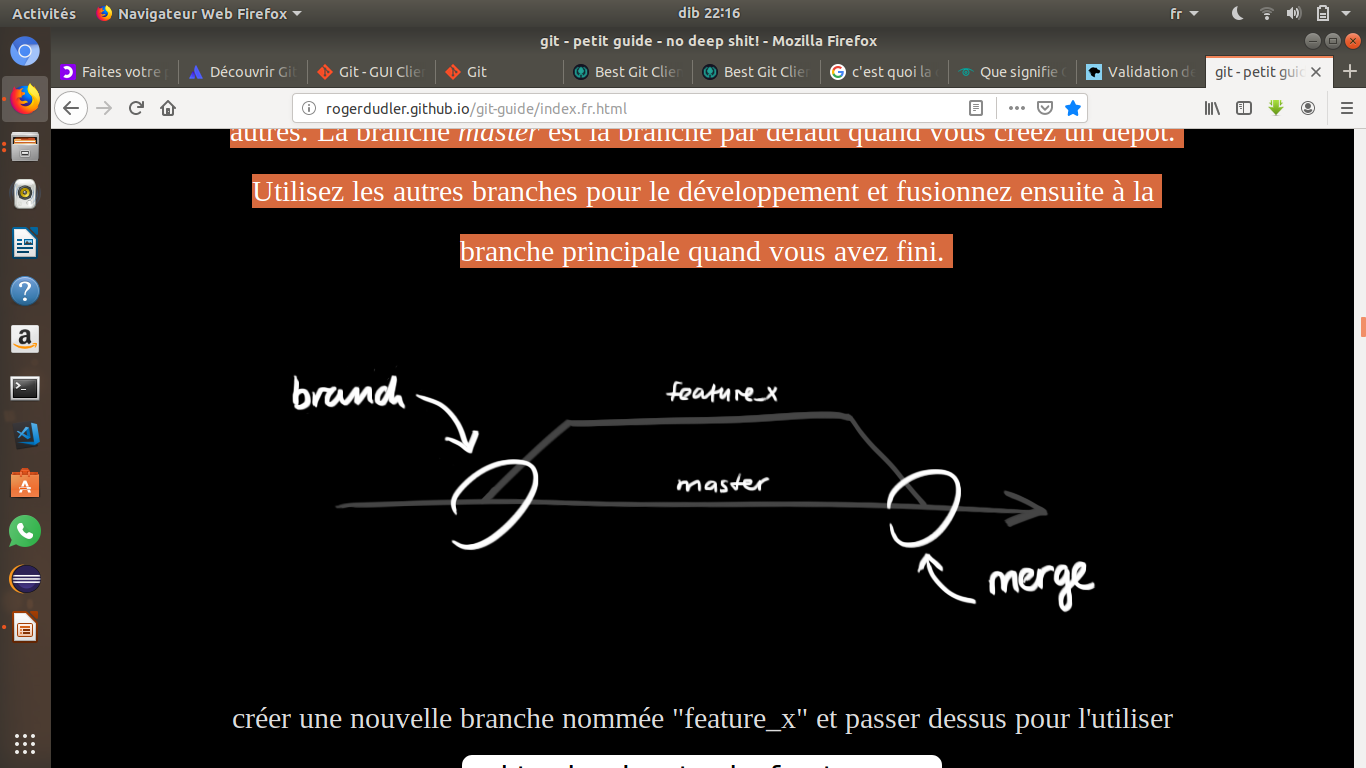 Activités Navigateur Web Firefox dib 22:16 fr
git - petit guide - no deep shit! - Mozilla Firefox
Faites votre Découvrir Git Git - GUI Clien Git Best Git Clien Best Git Clien c'est quoi la Que signifie Validation de git - petit guid
rogerdudler.github.io/git-guide/index.fr.html
autres. La branche master est la branche par défaut quand vous créez un dépôt.
Utilisez les autres branches pour le développement et fusionnez ensuite à la
branche principale quand vous avez fini.
branch
feature_x
master
merge
créer une nouvelle branche nommée "feature_x" et passer dessus pour l'utiliser